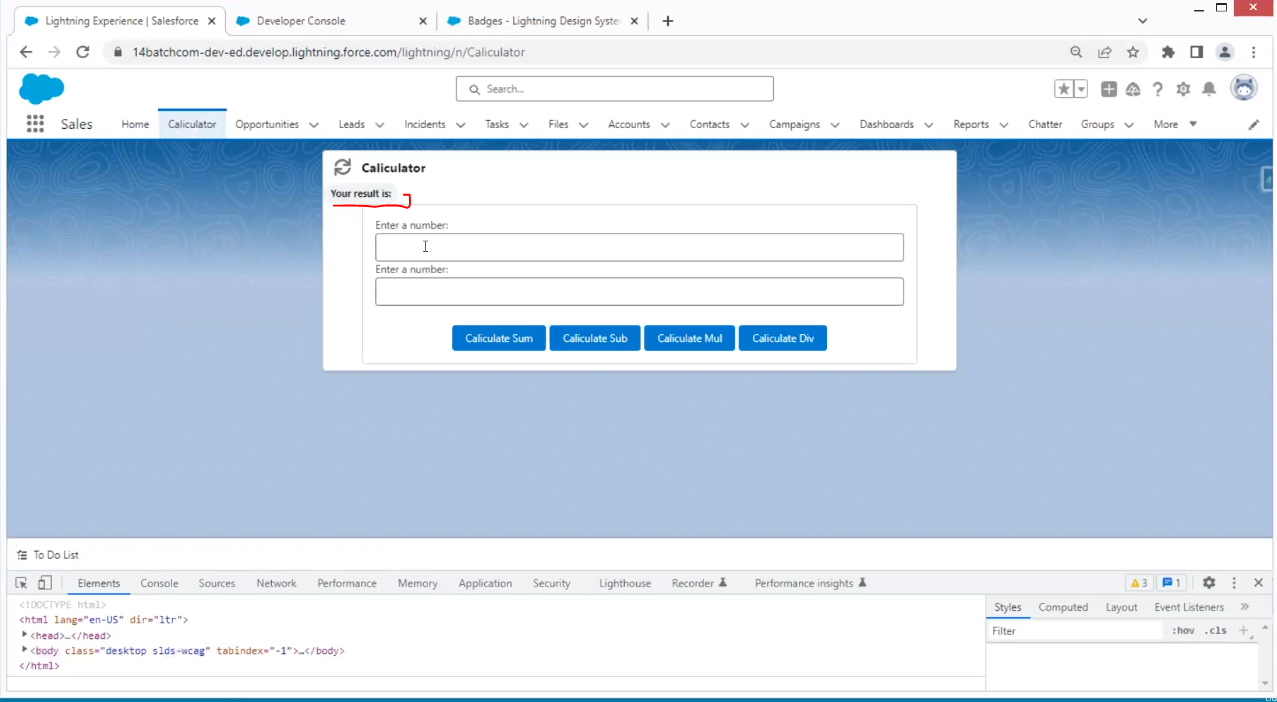 Lightning Experience | Salesforce
Developer Console
Badges - Lightning Design Syste
14batchcom-dev-ed.develop.lightning.force.com/lightning/n/Calculator
Search...
Sales Home Calculator Opportunities Leads Incidents Tasks Files Accounts Contacts Campaigns Dashboards Reports Chatter Groups More
Caliculator
Your result is:
Enter a number:
Enter a number:
Caliculate Sum Caliculate Sub Caliculate Mul Caliculate Div
To Do List
Elements Console Sources Network Performance Memory Application Security Lighthouse Recorder Performance insights 3 1
<!DOCTYPE html>
<html lang="en-US" dir="ltr">
<head>…</head>
<body class="desktop slds-wcag" tabindex="-1">…</body>
</html>
Styles Computed Layout Event Listeners »
Filter :hov .cls +